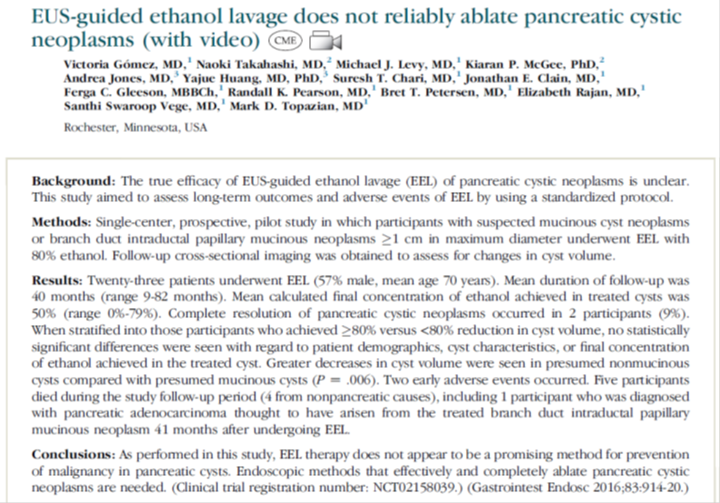 EUS-guided ethanol lavage does not reliably ablate pancreatic cystic
neoplasms (with video) CME
Victoria Gómez, MD,¹ Naoki Takahashi, MD,² Michael J. Levy, MD,¹ Kiaran P. McGee, PhD,²
Andrea Jones, MD,³ Yajue Huang, MD, PhD,³ Suresh T. Chari, MD,¹ Jonathan E. Clain, MD,¹
Ferga C. Gleeson, MBBCh,¹ Randall K. Pearson, MD,¹ Bret T. Petersen, MD,¹ Elizabeth Rajan, MD,¹
Santhi Swaroop Vege, MD,¹ Mark D. Topazian, MD¹
Rochester, Minnesota, USA
Background: The true efficacy of EUS-guided ethanol lavage (EEL) of pancreatic cystic neoplasms is unclear.
This study aimed to assess long-term outcomes and adverse events of EEL by using a standardized protocol.
Methods: Single-center, prospective, pilot study in which participants with suspected mucinous cyst neoplasms
or branch duct intraductal papillary mucinous neoplasms ≥1 cm in maximum diameter underwent EEL with
80% ethanol. Follow-up cross-sectional imaging was obtained to assess for changes in cyst volume.
Results: Twenty-three patients underwent EEL (57% male, mean age 70 years). Mean duration of follow-up was
40 months (range 9-82 months). Mean calculated final concentration of ethanol achieved in treated cysts was
50% (range 0%-79%). Complete resolution of pancreatic cystic neoplasms occurred in 2 participants (9%).
When stratified into those participants who achieved ≥80% versus <80% reduction in cyst volume, no statistically
significant differences were seen with regard to patient demographics, cyst characteristics, or final concentration
of ethanol achieved in the treated cyst. Greater decreases in cyst volume were seen in presumed nonmucinous
cysts compared with presumed mucinous cysts (P = .006). Two early adverse events occurred. Five participants
died during the study follow-up period (4 from nonpancreatic causes), including 1 participant who was diagnosed
with pancreatic adenocarcinoma thought to have arisen from the treated branch duct intraductal papillary
mucinous neoplasm 41 months after undergoing EEL.
Conclusions: As performed in this study, EEL therapy does not appear to be a promising method for prevention
of malignancy in pancreatic cysts. Endoscopic methods that effectively and completely ablate pancreatic cystic
neoplasms are needed. (Clinical trial registration number: NCT02158039.) (Gastrointest Endosc 2016;83:914-20.)